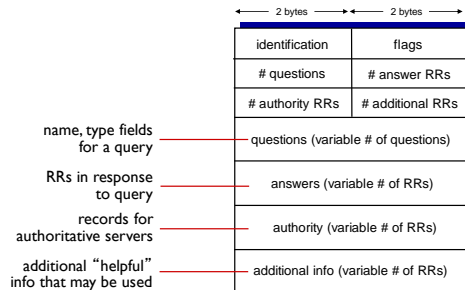 2 bytes 2 bytes
identification flags
# questions # answer RRs
# authority RRs # additional RRs
name, type fields
for a query
questions (variable # of questions)
RRs in response
to query
answers (variable # of RRs)
records for
authoritative servers
authority (variable # of RRs)
additional “helpful”
info that may be used
additional info (variable # of RRs)